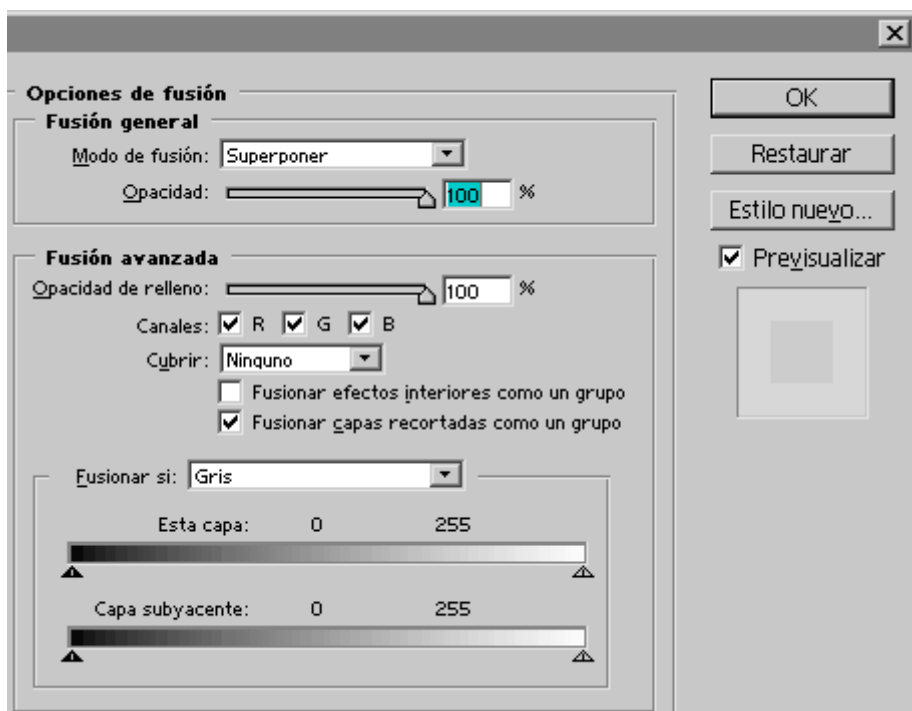 Opciones de fusión
Fusión general
Modo de fusión: Superponer
Opacidad: 100 %
Fusión avanzada
Opacidad de relleno: 100 %
Canales: R G B
Cubrir: Ninguno
Fusionar efectos interiores como un grupo
Fusionar capas recortadas como un grupo
Fusionar si: Gris
Esta capa: 0 255
Capa subyacente: 0 255
OK
Restaurar
Estilo nuevo...
Previsualizar